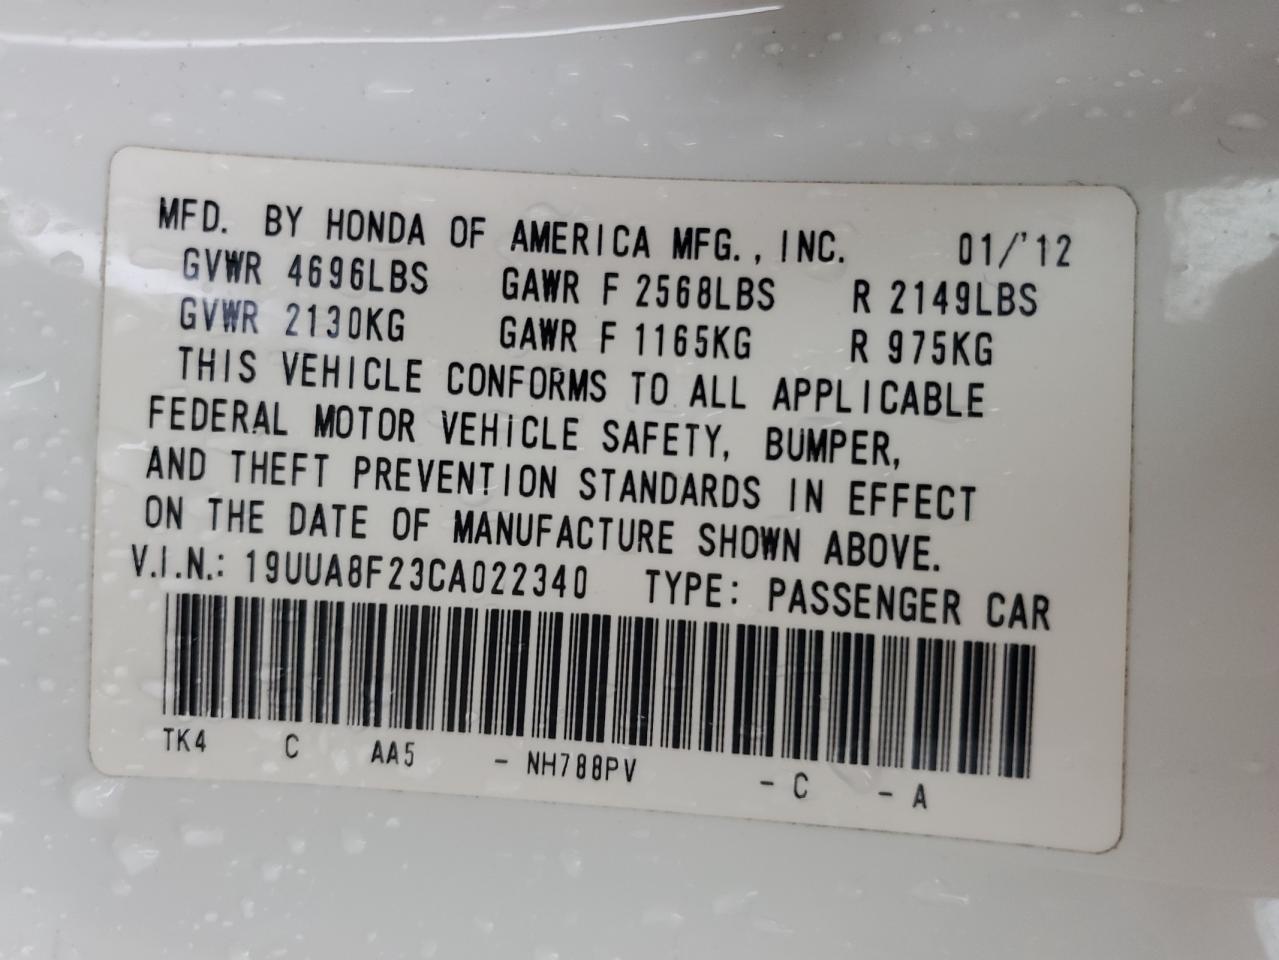 MFD. BY HONDA OF AMERICA MFG., INC. 01/'12
GVWR 4696LBS GAWR F 2568LBS R 2149LBS
GVWR 2130KG GAWR F 1165KG R 975KG
THIS VEHICLE CONFORMS TO ALL APPLICABLE
FEDERAL MOTOR VEHICLE SAFETY, BUMPER,
AND THEFT PREVENTION STANDARDS IN EFFECT
ON THE DATE OF MANUFACTURE SHOWN ABOVE.
V.I.N.: 19UUA8F23CA022340 TYPE: PASSENGER CAR
TK4 C AA5 - NH788PV - C - A